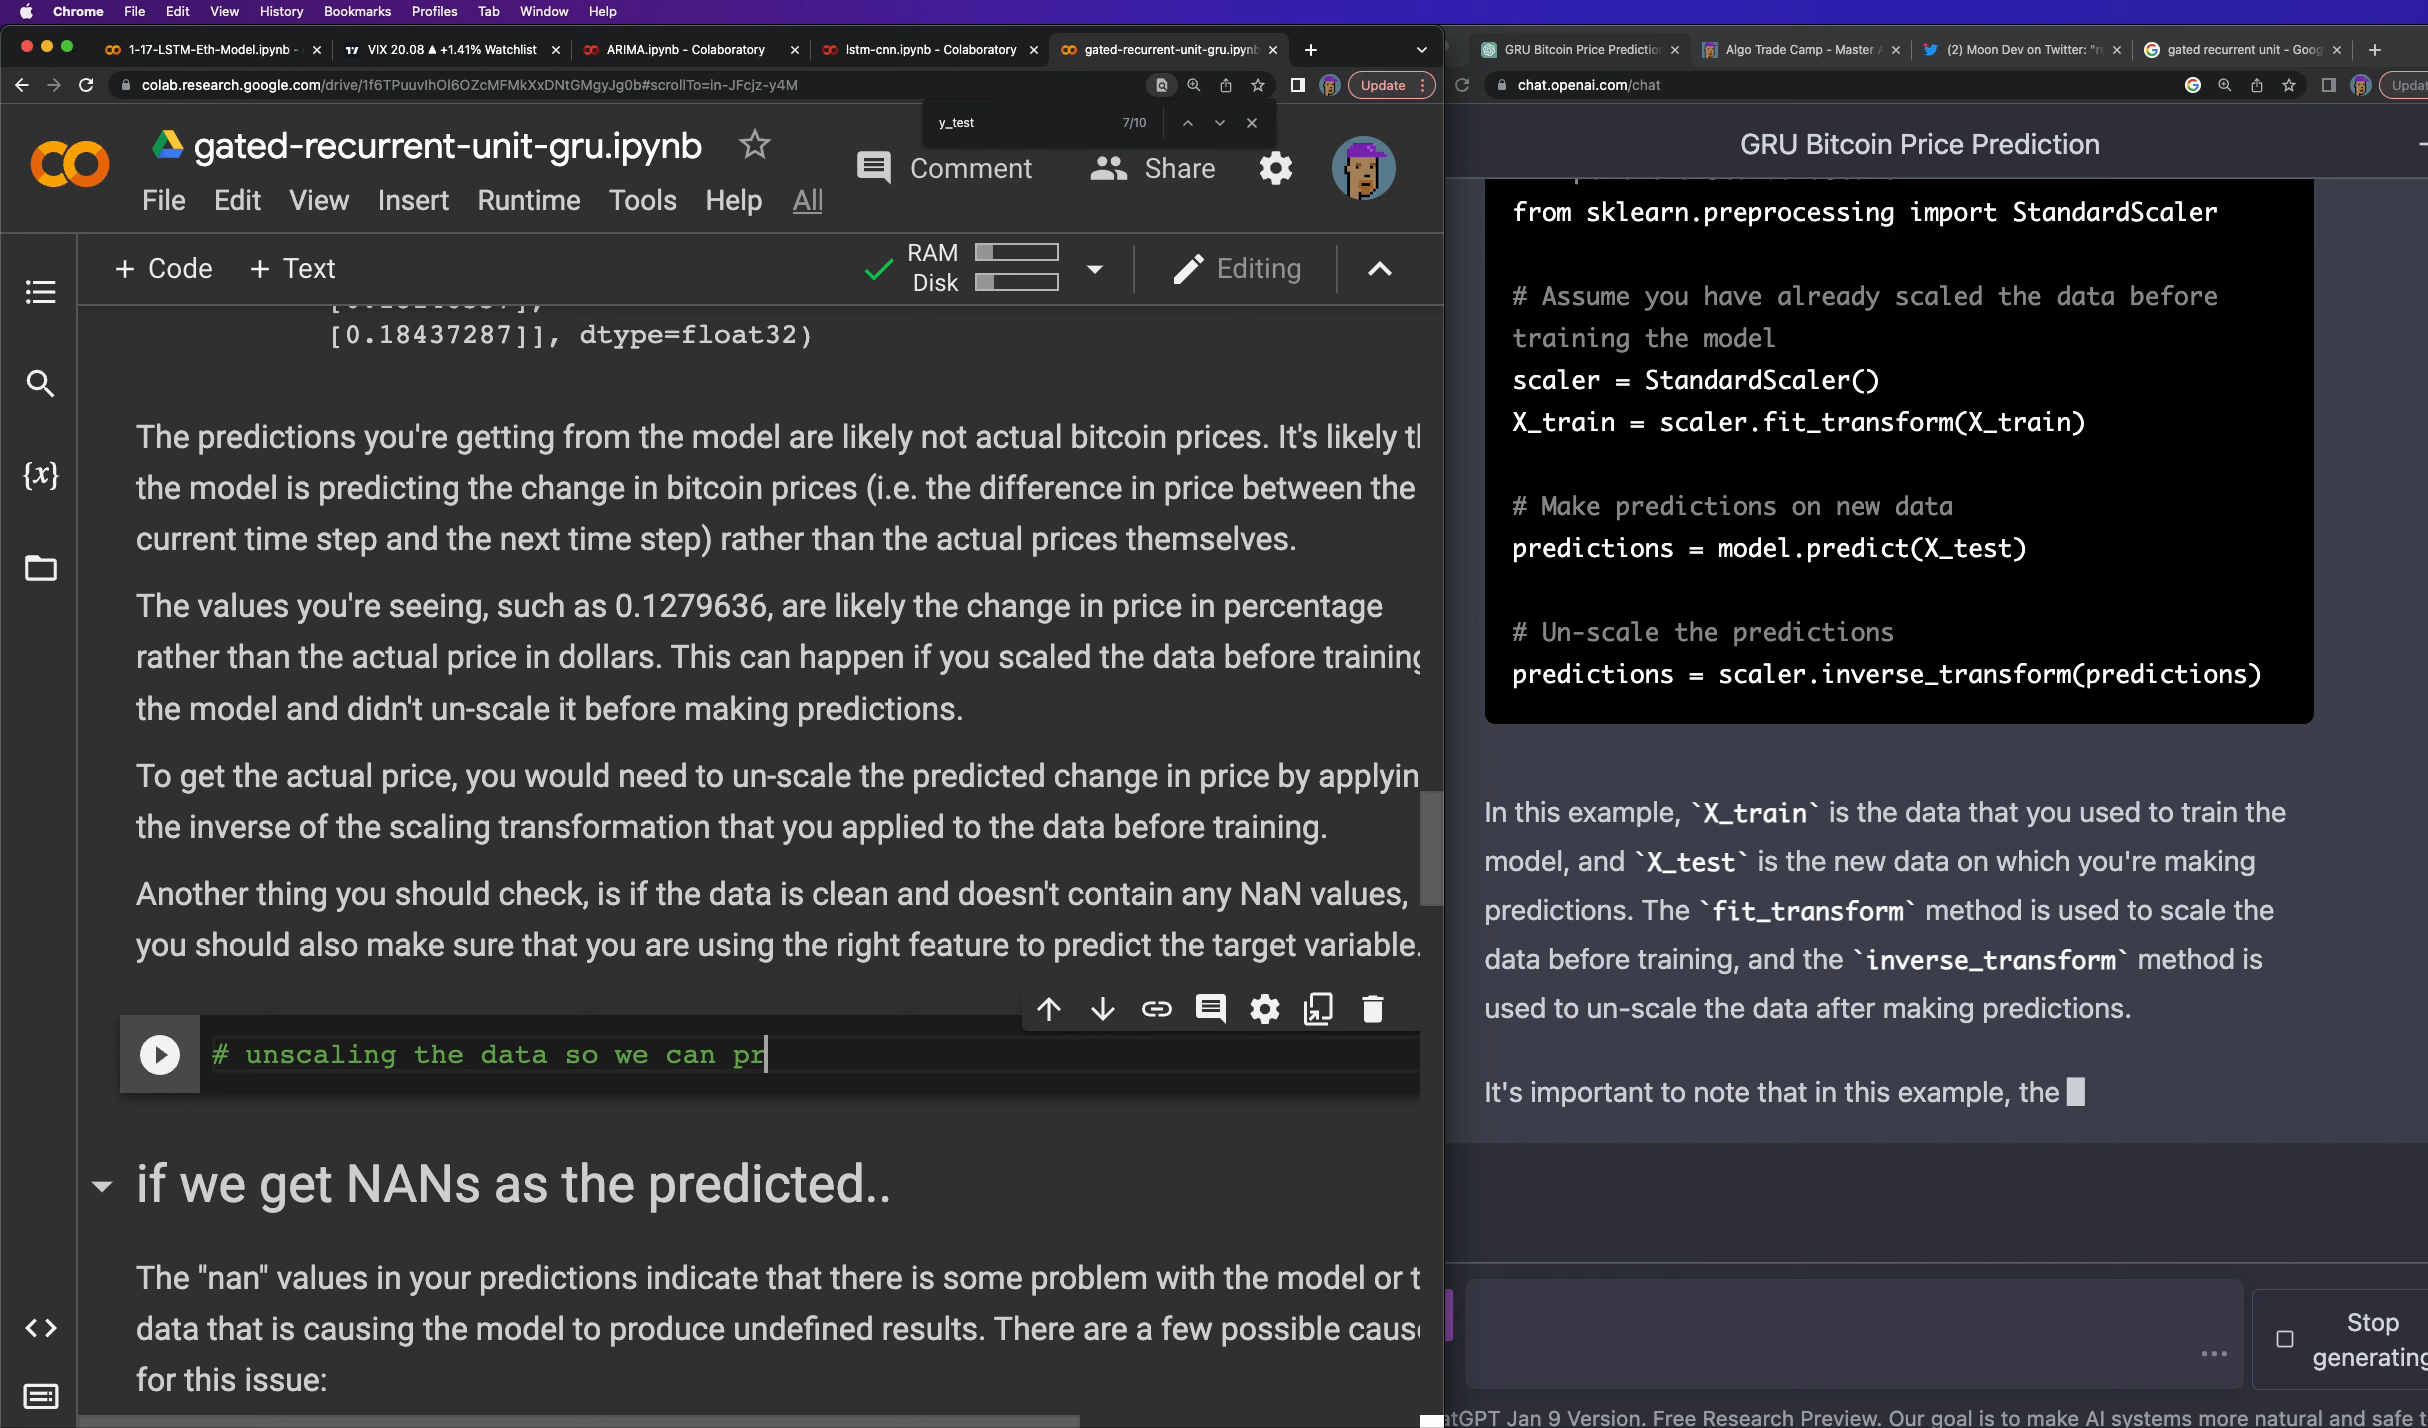 Chrome File Edit View History Bookmarks Profiles Tab Window Help
1-17-LSTM-Eth-Model.ipynb -
VIX 20.08 ▲ +1.41% Watchlist
ARIMA.ipynb - Colaboratory
lstm-cnn.ipynb - Colaboratory
gated-recurrent-unit-gru.ipynb
colab.research.google.com/drive/1f6TPuuvIhOl6OZcMFMkXxDNtGMgyJg0b#scrollTo=in-JFcjz-y4M
Update
y_test 7/10
gated-recurrent-unit-gru.ipynb
Comment Share
File Edit View Insert Runtime Tools Help All
+ Code + Text
RAM
Disk
Editing
[0.18437287]], dtype=float32)
The predictions you're getting from the model are likely not actual bitcoin prices. It's likely
the model is predicting the change in bitcoin prices (i.e. the difference in price between the
current time step and the next time step) rather than the actual prices themselves.
The values you're seeing, such as 0.1279636, are likely the change in price in percentage
rather than the actual price in dollars. This can happen if you scaled the data before training
the model and didn't un-scale it before making predictions.
To get the actual price, you would need to un-scale the predicted change in price by applyin
the inverse of the scaling transformation that you applied to the data before training.
Another thing you should check, is if the data is clean and doesn't contain any NaN values,
you should also make sure that you are using the right feature to predict the target variable.
# unscaling the data so we can pr
if we get NANs as the predicted..
The "nan" values in your predictions indicate that there is some problem with the model or t
data that is causing the model to produce undefined results. There are a few possible cause
for this issue:
GRU Bitcoin Price Prediction
Algo Trade Camp - Master A
(2) Moon Dev on Twitter: "re
gated recurrent unit - Goog
chat.openai.com/chat
Updat
GRU Bitcoin Price Prediction
from sklearn.preprocessing import StandardScaler
# Assume you have already scaled the data before
training the model
scaler = StandardScaler()
X_train = scaler.fit_transform(X_train)
# Make predictions on new data
predictions = model.predict(X_test)
# Un-scale the predictions
predictions = scaler.inverse_transform(predictions)
In this example, `X_train` is the data that you used to train the
model, and `X_test` is the new data on which you're making
predictions. The `fit_transform` method is used to scale the
data before training, and the `inverse_transform` method is
used to un-scale the data after making predictions.
It's important to note that in this example, the
Stop
generating
atGPT Jan 9 Version. Free Research Preview. Our goal is to make AI systems more natural and safe t